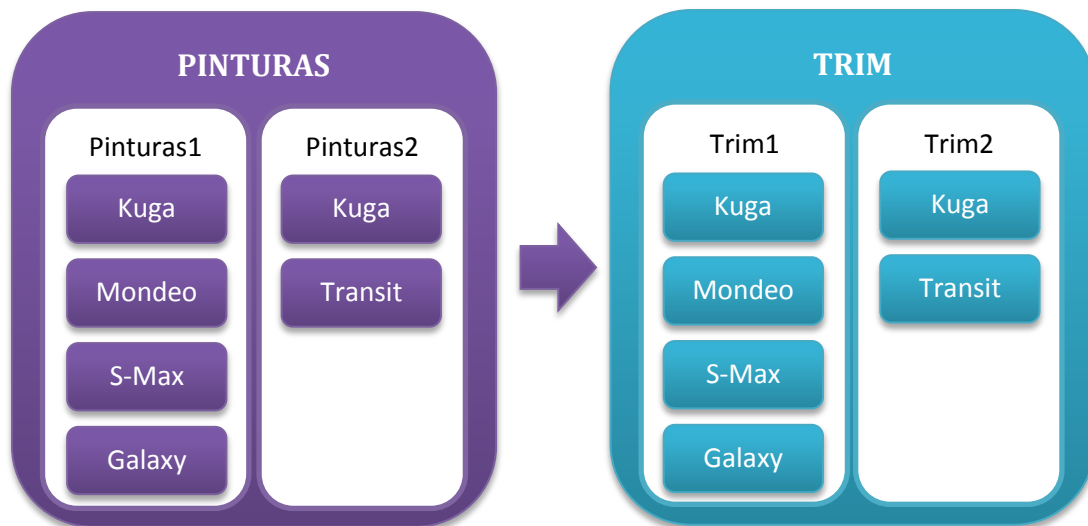 PINTURAS
Pinturas1
Kuga
Mondeo
S-Max
Galaxy
Pinturas2
Kuga
Transit
TRIM
Trim1
Kuga
Mondeo
S-Max
Galaxy
Trim2
Kuga
Transit